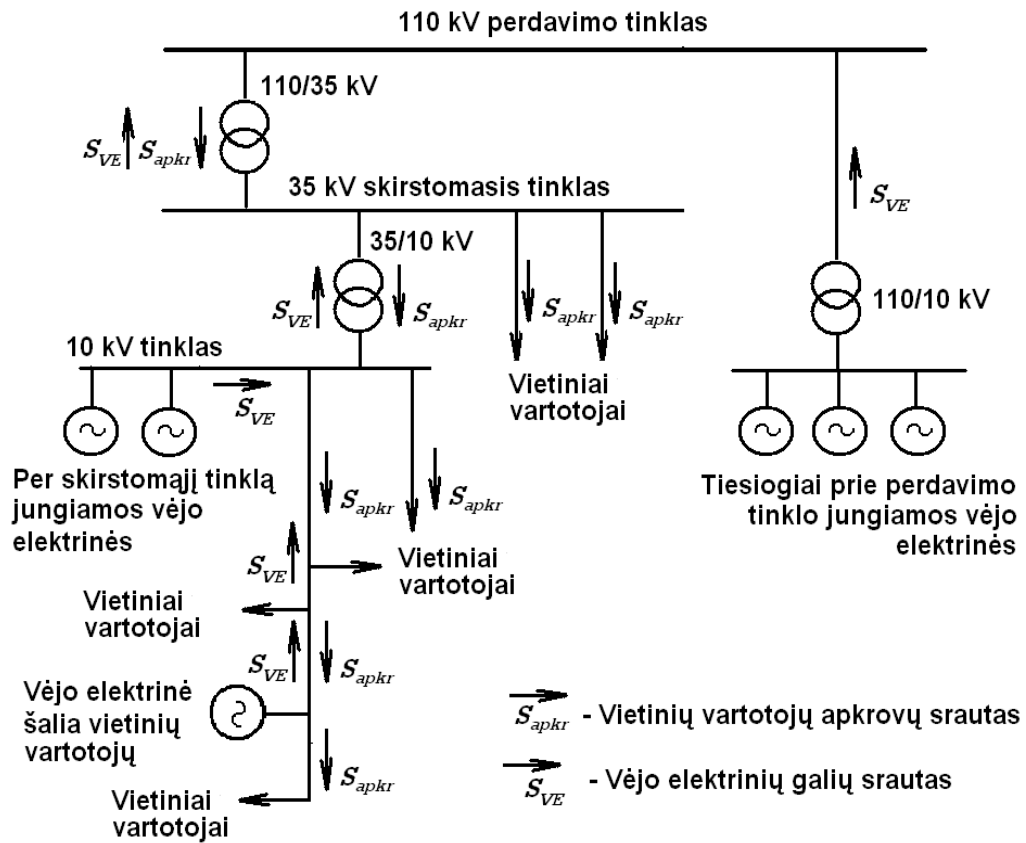 110 kV perdavimo tinklas
110/35 kV
S_VE S_apkr
35 kV skirstomasis tinklas
S_VE
35/10 kV
S_VE S_apkr
S_apkr S_apkr
110/10 kV
10 kV tinklas
S_VE
Vietiniai
vartotojai
Per skirstomąjį tinklą
jungiamos vėjo
elektrinės
Tiesiogiai prie perdavimo
tinklo jungiamos vėjo
elektrinės
S_apkr S_apkr
S_VE
Vietiniai
vartotojai
Vietiniai
vartotojai
S_VE S_apkr
Vėjo elektrinė
šalia vietinių
vartotojų
S_apkr
Vietiniai
vartotojai
S_apkr - Vietinių vartotojų apkrovų srautas
S_VE - Vėjo elektrinių galių srautas